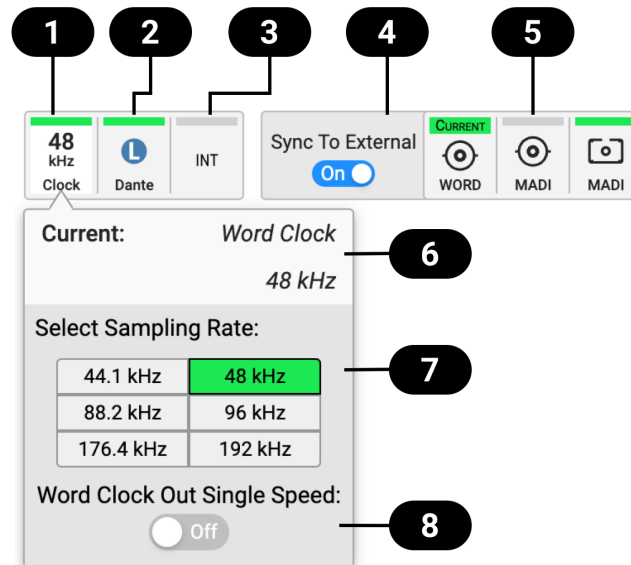 1 2 3 4 5
48
kHz
Clock
L
Dante
INT
Sync To External
On
CURRENT
WORD
MADI
MADI
Current: Word Clock
48 kHz
6
Select Sampling Rate:
44.1 kHz 48 kHz
7
88.2 kHz 96 kHz
176.4 kHz 192 kHz
Word Clock Out Single Speed:
Off
8